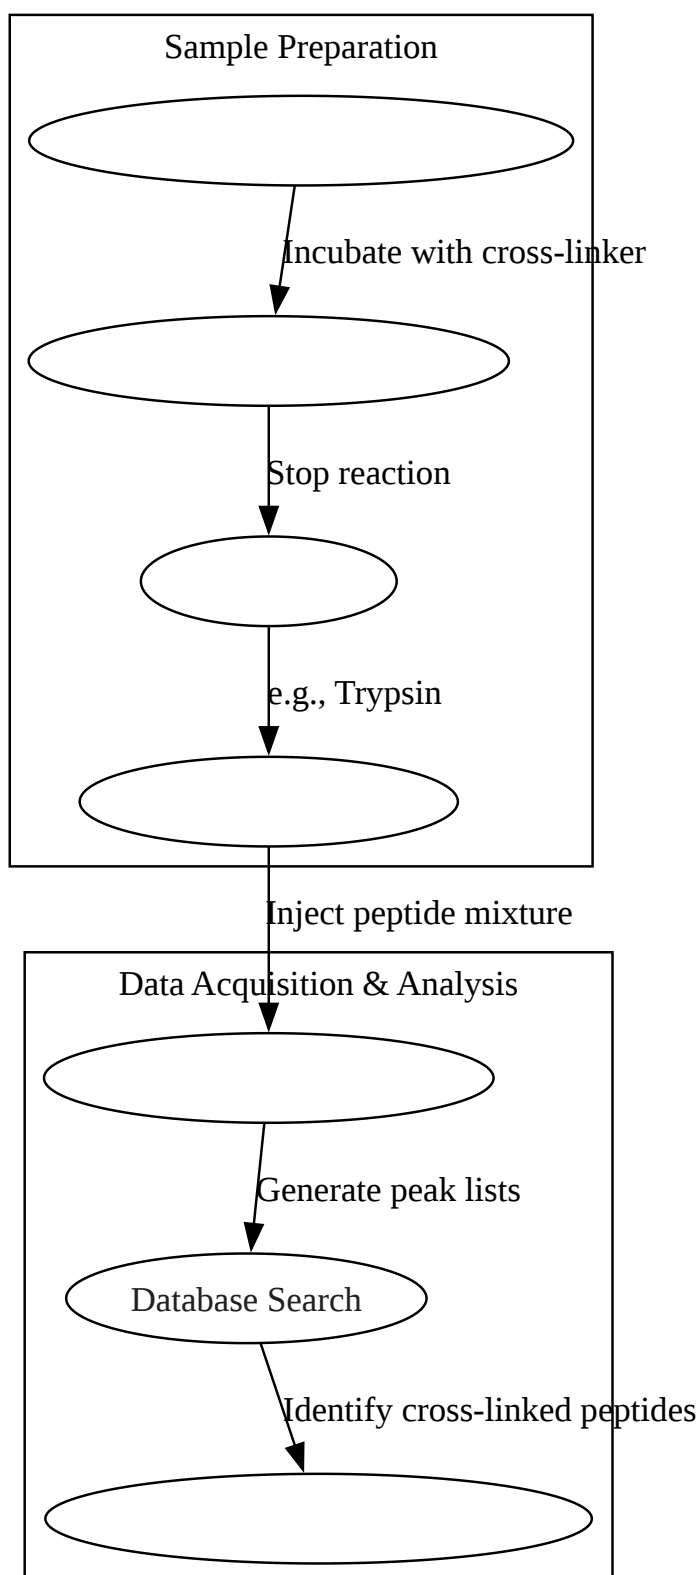 Sample Preparation
Incubate with cross-linker
Stop reaction
e.g., Trypsin
Inject peptide mixture
Data Acquisition & Analysis
Generate peak lists
Database Search
Identify cross-linked peptides